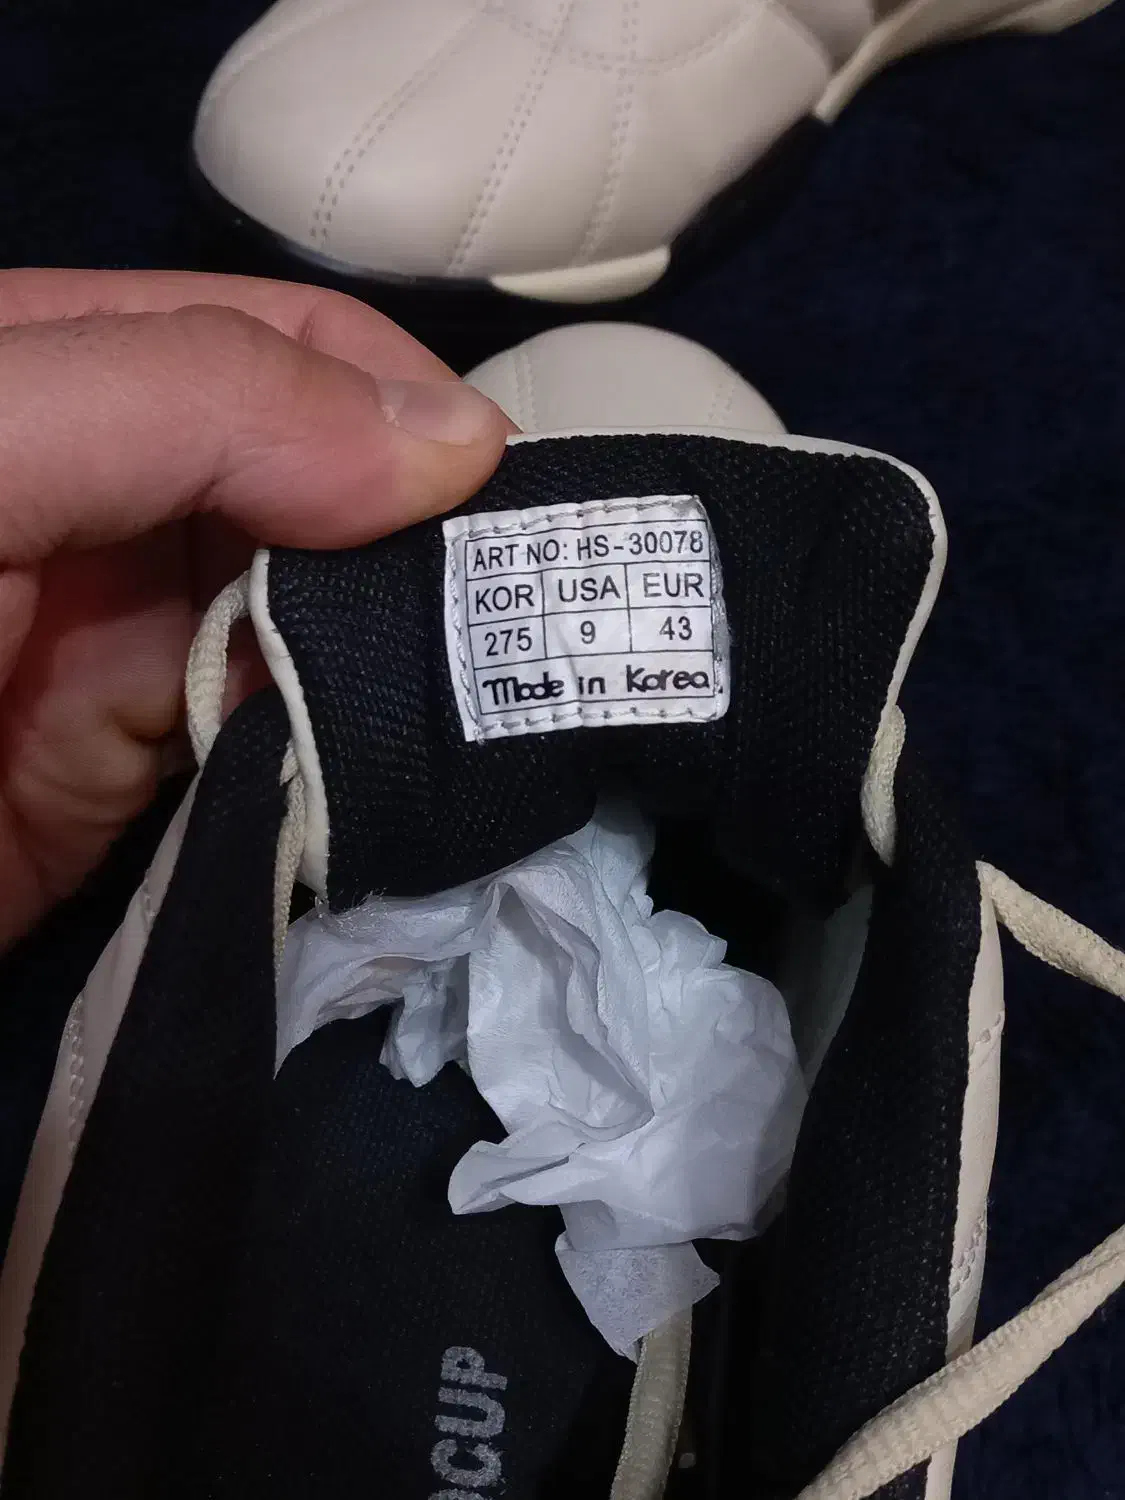 ART NO: HS-30078
KOR USA EUR
275 9 43
Made in Korea